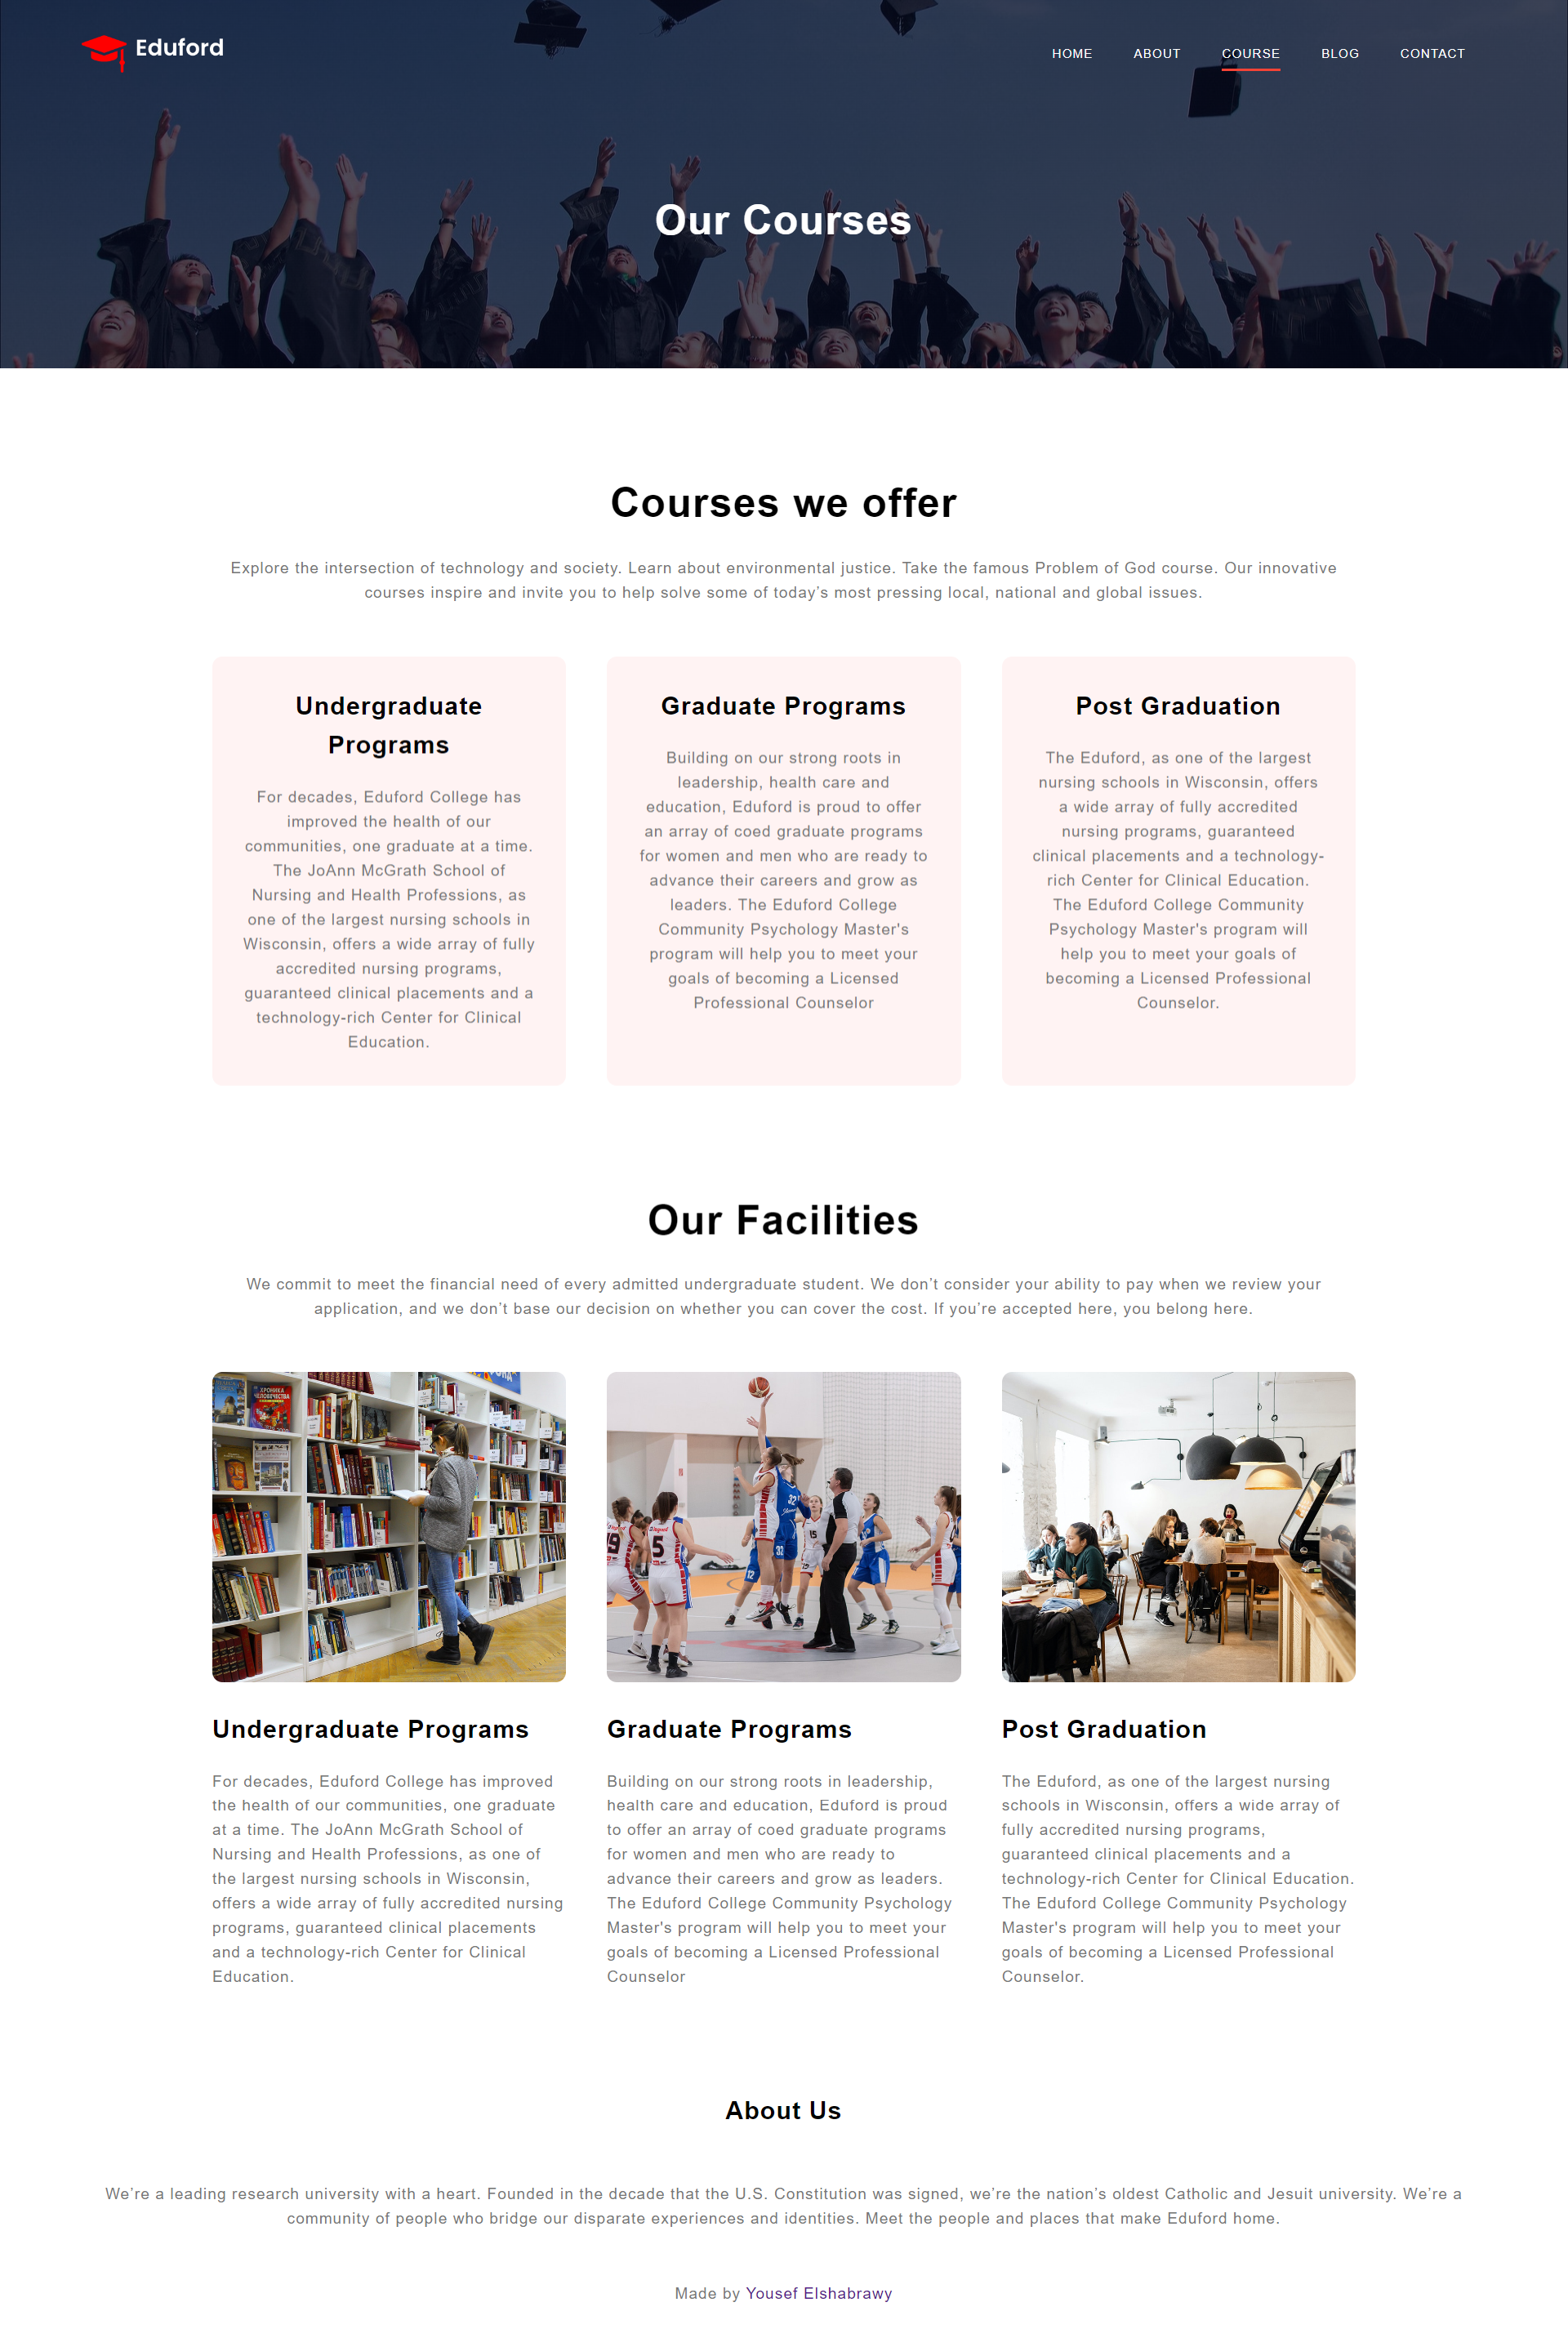 Eduford
HOME ABOUT COURSE BLOG CONTACT
Our Courses
Courses we offer
Explore the intersection of technology and society. Learn about environmental justice. Take the famous Problem of God course. Our innovative
courses inspire and invite you to help solve some of today’s most pressing local, national and global issues.
Undergraduate
Programs
For decades, Eduford College has
improved the health of our
communities, one graduate at a time.
The JoAnn McGrath School of
Nursing and Health Professions, as
one of the largest nursing schools in
Wisconsin, offers a wide array of fully
accredited nursing programs,
guaranteed clinical placements and a
technology-rich Center for Clinical
Education.
Graduate Programs
Building on our strong roots in
leadership, health care and
education, Eduford is proud to offer
an array of coed graduate programs
for women and men who are ready to
advance their careers and grow as
leaders. The Eduford College
Community Psychology Master's
program will help you to meet your
goals of becoming a Licensed
Professional Counselor
Post Graduation
The Eduford, as one of the largest
nursing schools in Wisconsin, offers
a wide array of fully accredited
nursing programs, guaranteed
clinical placements and a technology-
rich Center for Clinical Education.
The Eduford College Community
Psychology Master's program will
help you to meet your goals of
becoming a Licensed Professional
Counselor.
Our Facilities
We commit to meet the financial need of every admitted undergraduate student. We don’t consider your ability to pay when we review your
application, and we don’t base our decision on whether you can cover the cost. If you’re accepted here, you belong here.
ХРОНИКА
ЧЕЛОВЕЧЕСТВА
5
32
32
15
12
Undergraduate Programs
For decades, Eduford College has improved
the health of our communities, one graduate
at a time. The JoAnn McGrath School of
Nursing and Health Professions, as one of
the largest nursing schools in Wisconsin,
offers a wide array of fully accredited nursing
programs, guaranteed clinical placements
and a technology-rich Center for Clinical
Education.
Graduate Programs
Building on our strong roots in leadership,
health care and education, Eduford is proud
to offer an array of coed graduate programs
for women and men who are ready to
advance their careers and grow as leaders.
The Eduford College Community Psychology
Master's program will help you to meet your
goals of becoming a Licensed Professional
Counselor
Post Graduation
The Eduford, as one of the largest nursing
schools in Wisconsin, offers a wide array of
fully accredited nursing programs,
guaranteed clinical placements and a
technology-rich Center for Clinical Education.
The Eduford College Community Psychology
Master's program will help you to meet your
goals of becoming a Licensed Professional
Counselor.
About Us
We’re a leading research university with a heart. Founded in the decade that the U.S. Constitution was signed, we’re the nation’s oldest Catholic and Jesuit university. We’re a
community of people who bridge our disparate experiences and identities. Meet the people and places that make Eduford home.
Made by Yousef Elshabrawy